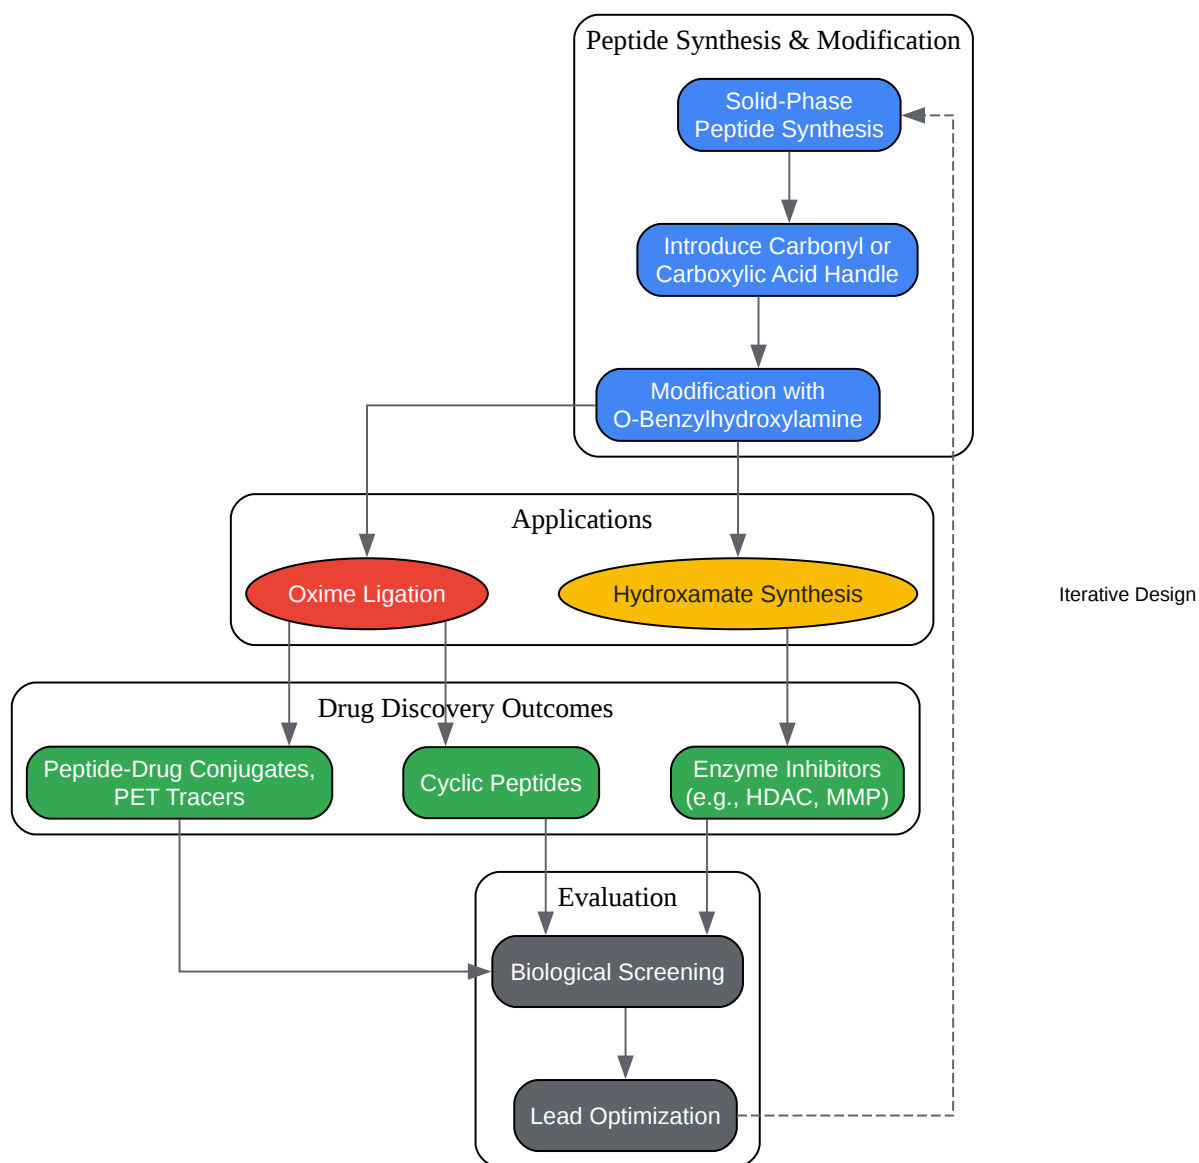 Peptide Synthesis & Modification
Solid-Phase
Peptide Synthesis
Introduce Carbonyl or
Carboxylic Acid Handle
Modification with
O-Benzylhydroxylamine
Applications
Oxime Ligation
Hydroxamate Synthesis
Iterative Design
Drug Discovery Outcomes
Peptide-Drug Conjugates,
PET Tracers
Cyclic Peptides
Enzyme Inhibitors
(e.g., HDAC, MMP)
Evaluation
Biological Screening
Lead Optimization